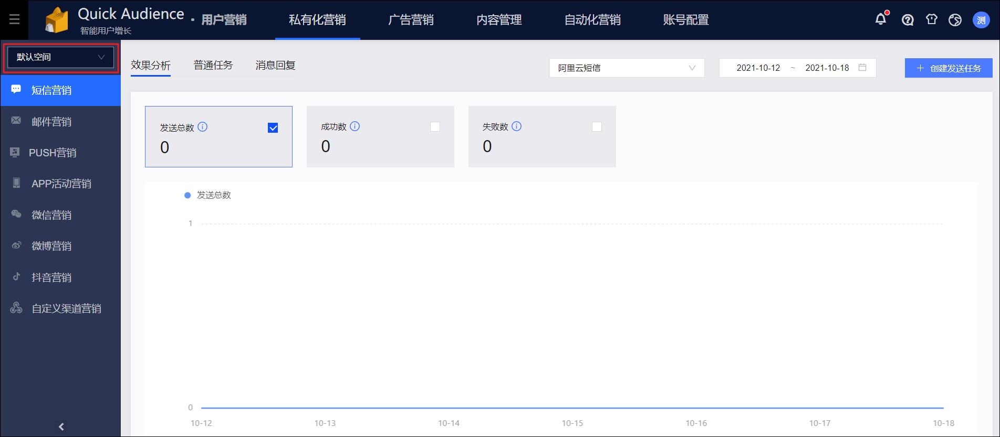 Quick Audience · 用户营销
智能用户增长
私有化营销
广告营销
内容管理
自动化营销
账号配置
测
默认空间
短信营销
邮件营销
PUSH营销
APP活动营销
微信营销
微博营销
抖音营销
自定义渠道营销
效果分析
普通任务
消息回复
阿里云短信
2021-10-12 ~ 2021-10-18
创建发送任务
发送总数
0
成功数
0
失败数
0
发送总数
1
0
10-12 10-13 10-14 10-15 10-16 10-17 10-18